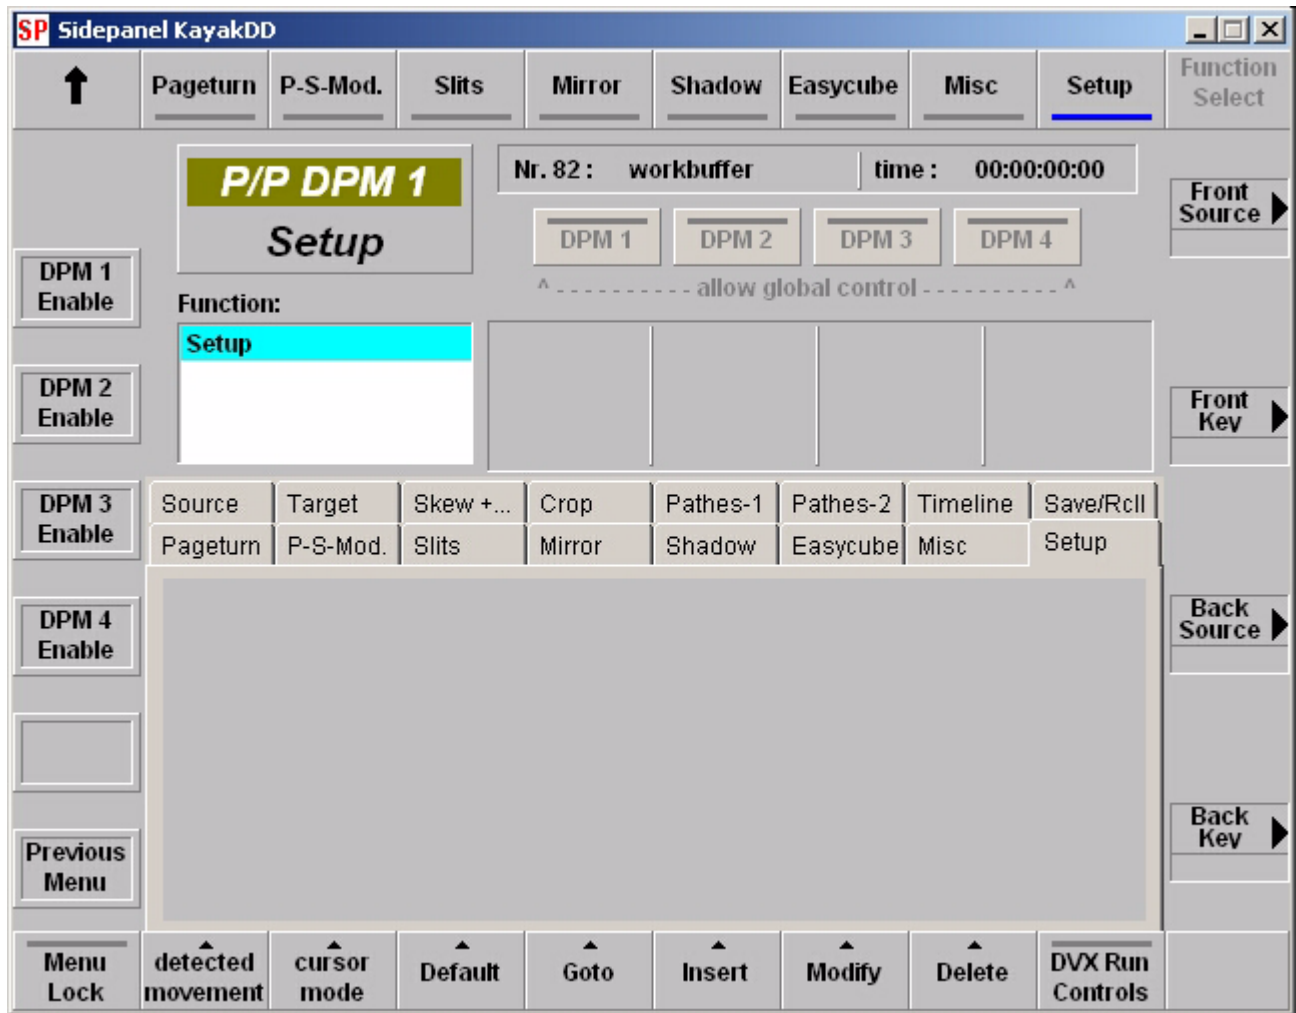 SP Sidepanel KayakDD
Pageturn P-S-Mod. Slits Mirror Shadow Easycube Misc Setup Function
Select
P/P DPM 1
Setup
Nr. 82 : workbuffer time : 00:00:00:00
DPM 1 DPM 2 DPM 3 DPM 4
^ - - - - - - - - - - allow global control - - - - - - - - - - ^
Front
Source
DPM 1
Enable
Function:
Setup
DPM 2
Enable
Front
Key
DPM 3
Enable
Source Target Skew +... Crop Pathes-1 Pathes-2 Timeline Save/Rcll
Pageturn P-S-Mod. Slits Mirror Shadow Easycube Misc Setup
DPM 4
Enable
Back
Source
Previous
Menu
Back
Key
Menu
Lock
detected
movement
cursor
mode
Default
Goto
Insert
Modify
Delete
DVX Run
Controls